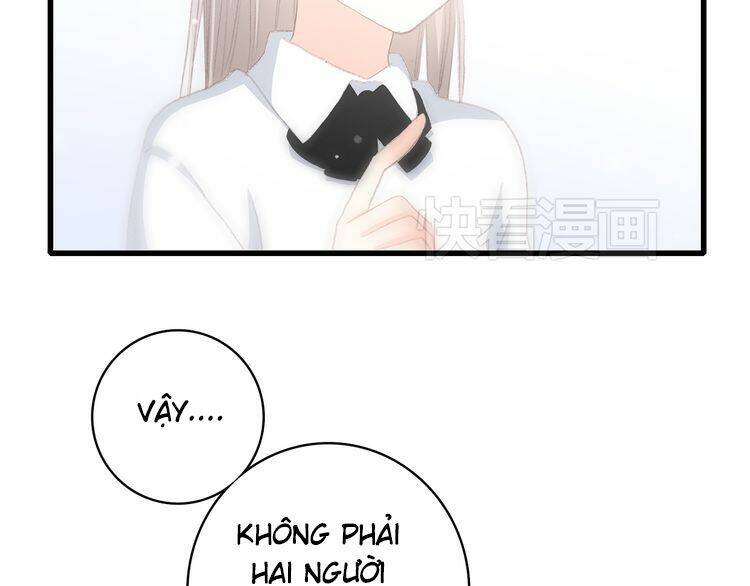 快看漫画
VẬY....
KHÔNG PHẢI
HAI NGƯỜI